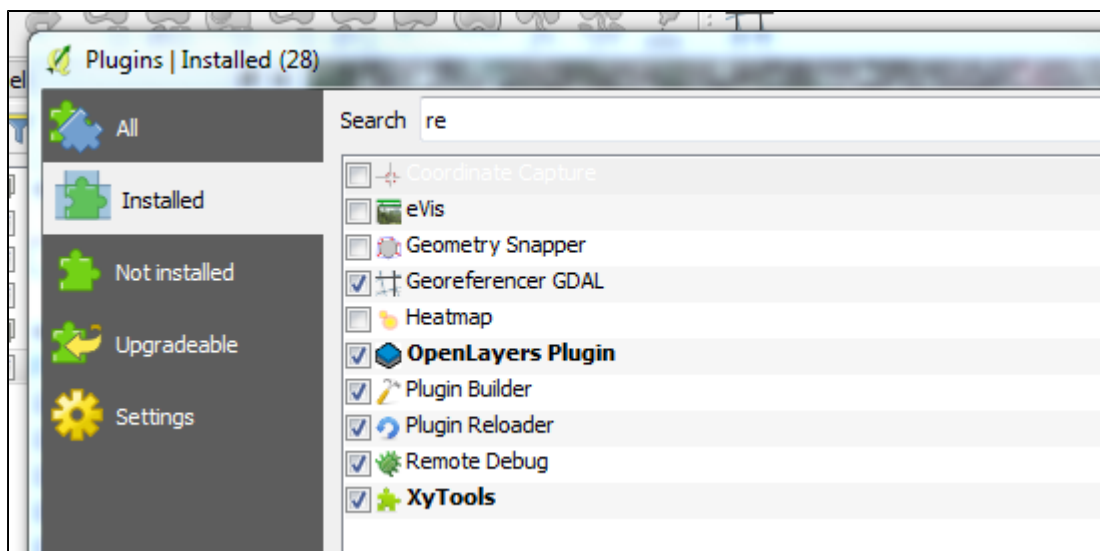 Plugins | Installed (28)
el
All
Installed
Not installed
Upgradeable
Settings
Search re
Coordinate Capture
eVis
Geometry Snapper
Georeferencer GDAL
Heatmap
OpenLayers Plugin
Plugin Builder
Plugin Reloader
Remote Debug
XyTools